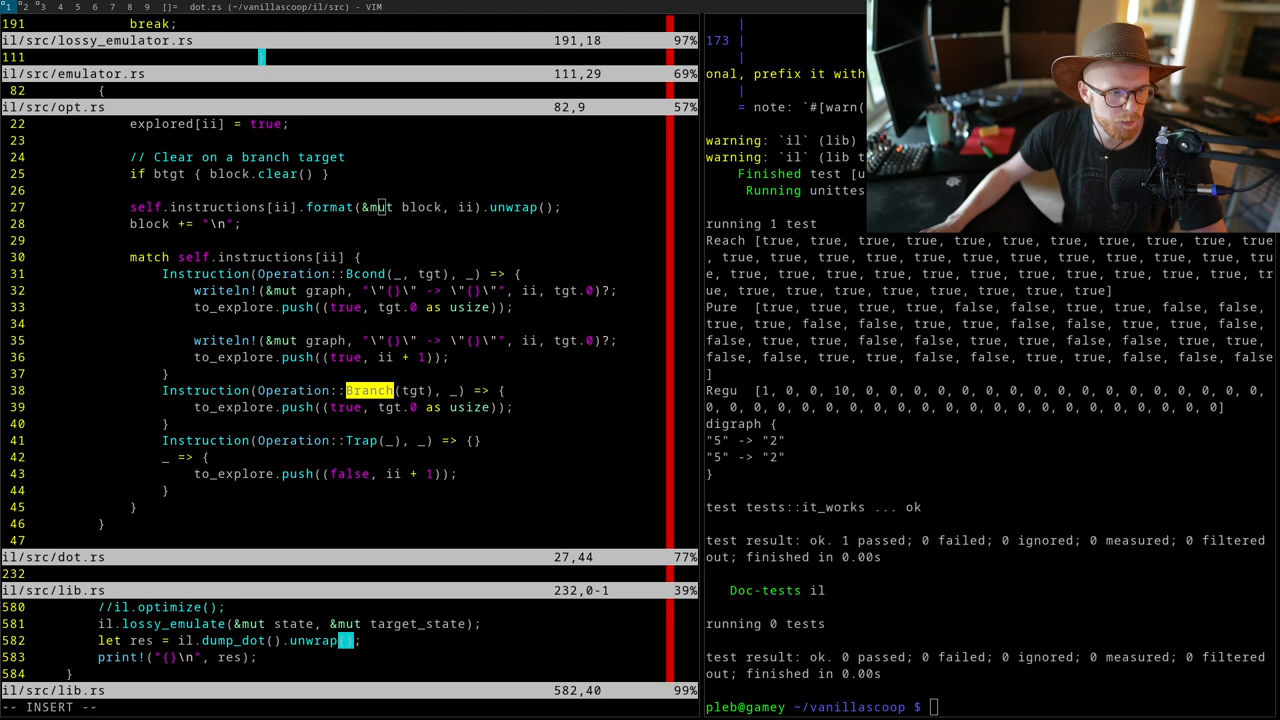 1 2 3 4 5 6 7 8 9 []= dot.rs (~/vanillascoop/il/src) - VIM
191 break;
il/src/lossy_emulator.rs 191,18 97%
111 }
il/src/emulator.rs 111,29 69%
82 {
il/src/opt.rs 82,9 57%
22 explored[ii] = true;
23
24 // Clear on a branch target
25 if btgt { block.clear() }
26
27 self.instructions[ii].format(&mut block, ii).unwrap();
28 block += "\n";
29
30 match self.instructions[ii] {
31 Instruction(Operation::Bcond(_, tgt), _) => {
32 writeln!(&mut graph, "\"{}\" -> \"{}\"", ii, tgt.0)?;
33 to_explore.push((true, tgt.0 as usize));
34
35 writeln!(&mut graph, "\"{}\" -> \"{}\"", ii, tgt.0)?;
36 to_explore.push((true, ii + 1));
37 }
38 Instruction(Operation::Branch(tgt), _) => {
39 to_explore.push((true, tgt.0 as usize));
40 }
41 Instruction(Operation::Trap(_), _) => {}
42 _ => {
43 to_explore.push((false, ii + 1));
44 }
45 }
46 }
47
il/src/dot.rs 27,44 77%
232
il/src/lib.rs 232,0-1 39%
580 //il.optimize();
581 il.lossy_emulate(&mut state, &mut target_state);
582 let res = il.dump_dot().unwrap();
583 print!("{}\n", res);
584 }
il/src/lib.rs 582,40 99%
-- INSERT --
|
173 |
|
onal, prefix it with
|
= note: `#[warn(
warning: `il` (lib)
warning: `il` (lib t
Finished test [u
Running unittes
running 1 test
Reach [true, true, true, true, true, true, true, true, true, true, true
, true, true, true, true, true, true, true, true, true, true, true, tru
e, true, true, true, true, true, true, true, true, true, true, true, tru
e, true, true, true, true, true, true]
Pure [true, true, true, true, true, false, false, true, false, false,
true, true, false, false, true, true, false, false, true, true, false,
false, true, true, false, false, true, true, false, false, true, true,
false, false, true, true, false, false, true, true, false, false, false
]
Regu [1, 0, 0, 10, 0, 0, 0, 0, 0, 0, 0, 0, 0, 0, 0, 0, 0, 0, 0, 0, 0,
0, 0, 0, 0, 0, 0, 0, 0, 0, 0, 0, 0, 0, 0, 0, 0, 0, 0, 0]
digraph {
"5" -> "2"
"5" -> "2"
}
test tests::it_works ... ok
test result: ok. 1 passed; 0 failed; 0 ignored; 0 measured; 0 filtered
out; finished in 0.00s
Doc-tests il
running 0 tests
test result: ok. 0 passed; 0 failed; 0 ignored; 0 measured; 0 filtered
out; finished in 0.00s
pleb@gamey ~/vanillascoop $